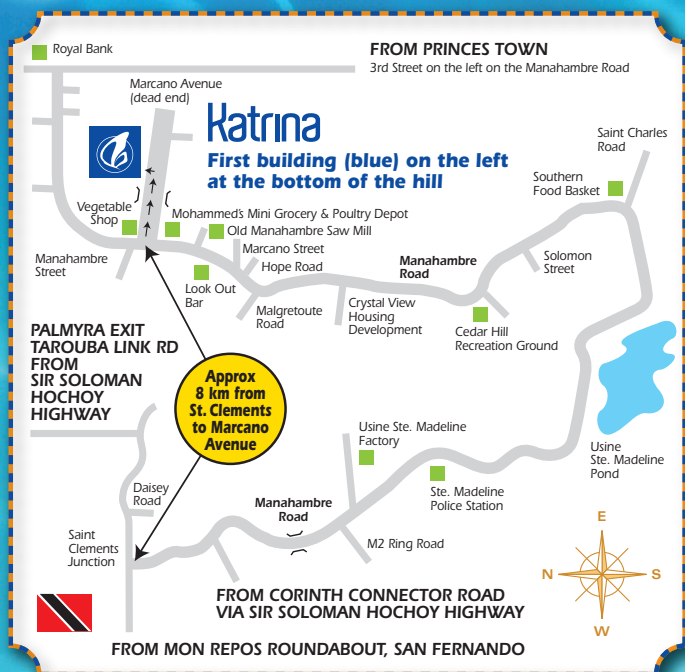 Royal Bank
FROM PRINCES TOWN
3rd Street on the left on the Manahambre Road
Marcano Avenue
(dead end)
Katrina
First building (blue) on the left
at the bottom of the hill
Saint Charles
Road
Southern
Food Basket
Vegetable
Shop
Mohammed's Mini Grocery & Poultry Depot
Old Manahambre Saw Mill
Marcano Street
Hope Road
Manahambre
Street
Look Out
Bar
Malgretoute
Road
Crystal View
Housing
Development
Manahambre
Road
Solomon
Street
Cedar Hill
Recreation Ground
PALMYRA EXIT
TAROUBA LINK RD
FROM
SIR SOLOMAN
HOCHOY
HIGHWAY
Approx
8 km from
St. Clements
to Marcano
Avenue
Usine Ste. Madeline
Factory
Usine
Ste. Madeline
Pond
Ste. Madeline
Police Station
Daisey
Road
Manahambre
Road
Saint
Clements
Junction
M2 Ring Road
E
N
S
W
FROM CORINTH CONNECTOR ROAD
VIA SIR SOLOMAN HOCHOY HIGHWAY
FROM MON REPOS ROUNDABOUT, SAN FERNANDO